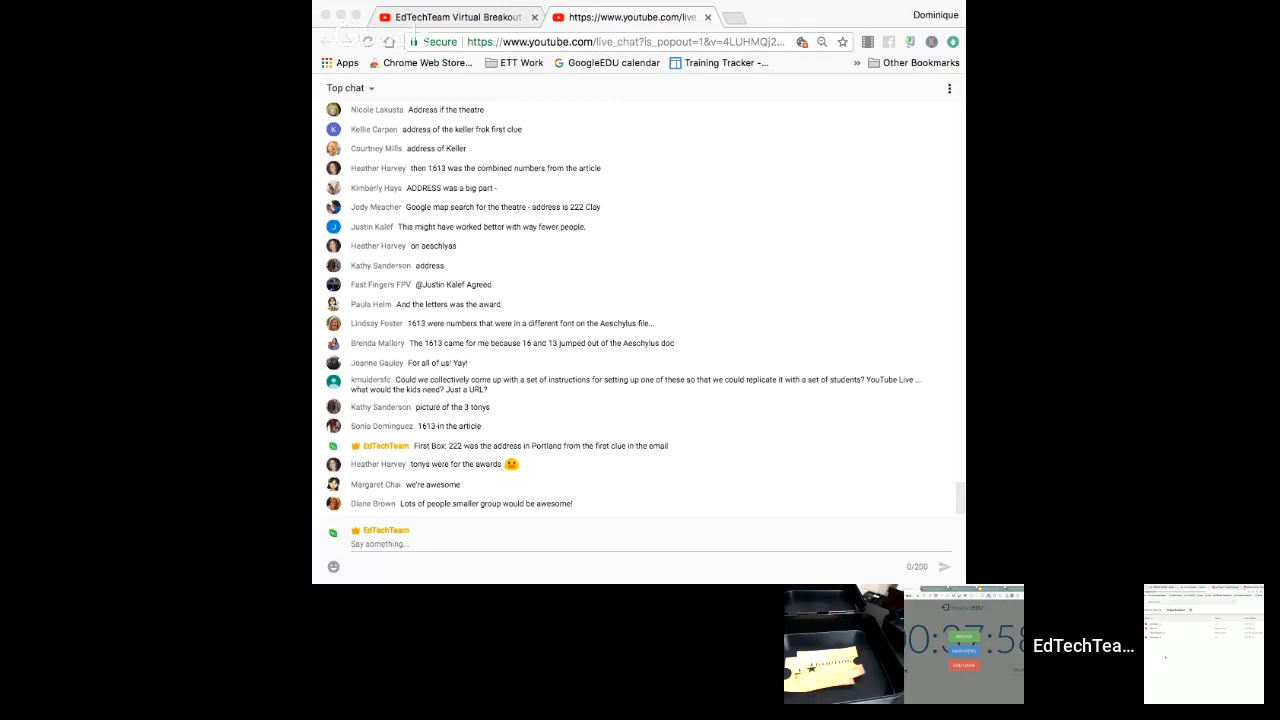 EdTechTeam Virtual Breakout
https://www.youtube.com/live_
Dominique
Secure https://www.youtube.com/live_chat?is_popout=1&v=4LUHMQJ2...
Apps Chrome Web Store... ETT Work GoogleEDU calendar Training Tracker -... » Other Bookmarks
Top chat
Nicole Lakusta Address if the theatre
K Kellie Carpen address of the keller frok first clue
Courtney Mills address of Keller
Heather Harvey then 1613 was the combined numbers from the article
Kimberly Hays ADDRESS was a big part -
Jody Meacher Google map search for the theatre - address is 222 Clay
J Justin Kalef This might have worked better with way fewer people.
Heather Harvey on aeschlyas
Kathy Sanderson address
Fast Fingers FPV @Justin Kalef Agreed
Paula Helm And the letters was the award
Lindsay Foster 1613 were numbers that were in a different font on the Aeschylus file...
Brenda Mallory The 1613 came for me because 16 and 13 jumped out of the Aeschylus doc
Joanne Gauley For all of us! Yay!
kmuldersfc Could we collectively come up with a set of instructions for setting up one of these so that we could replicate it with a set of students? YouTube Live ...
what would the kids need? Just a URL?
Kathy Sanderson picture of the 3 tonys
Sonia Dominguez 1613-in the article
EdTechTeam First Box: 222 was the address in Portland from the first clue in the email
Heather Harvey tonys were for the awards
Margaret Chai we're awesome
Diane Brown Lots of people smaller group would be awesome!
EdTechTeam
Say something...
0/200
HAMILTON
EDU
0:37.58
MAIN MENU
END GAME
EdTechTea...